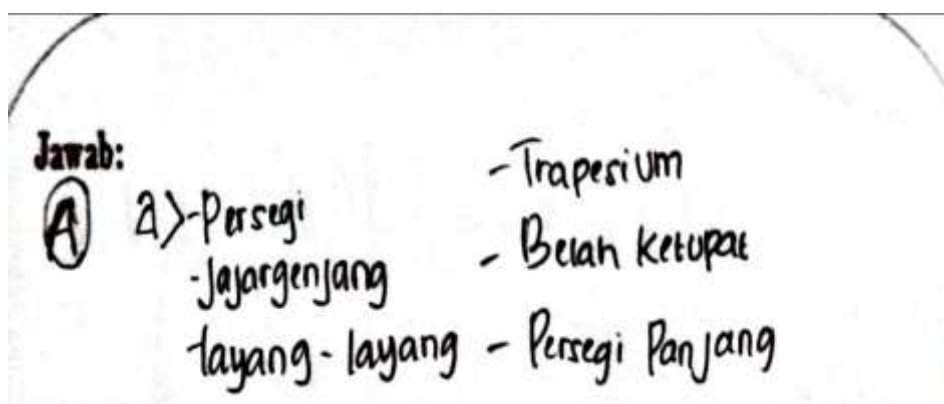 Jawab:
A a> - Persegi
- Jajargenjang
- layang - layang
- Trapesium
- Belah Ketupat
- Persegi Panjang